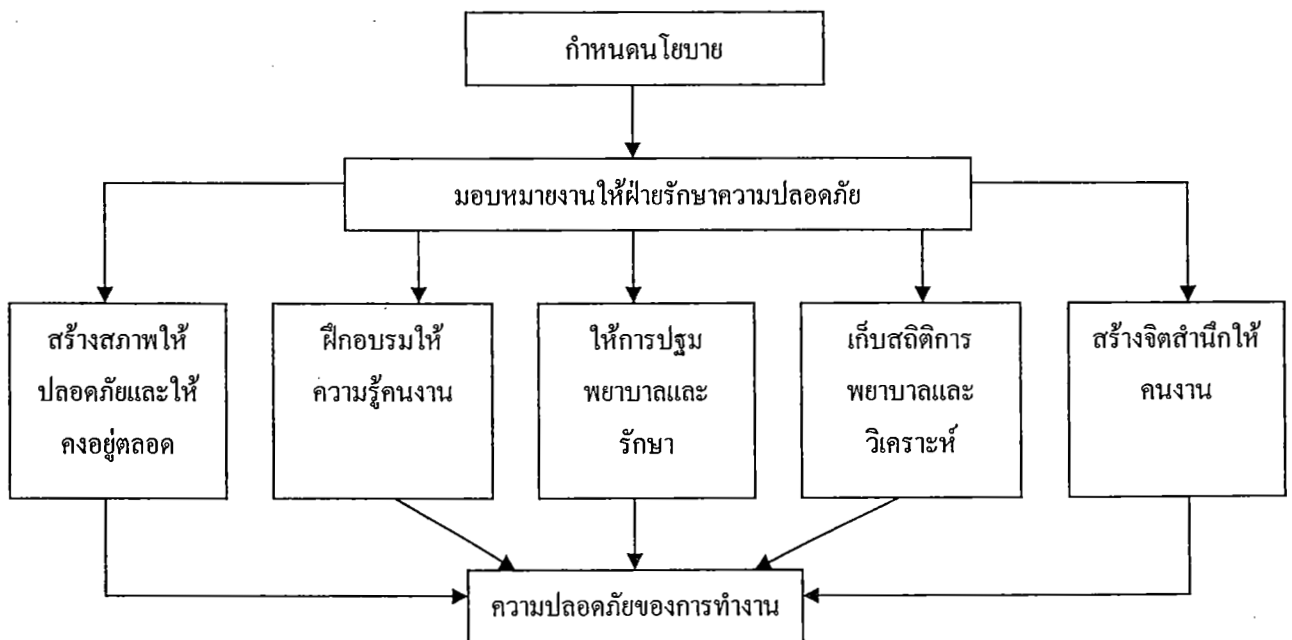 กำหนดนโยบาย
มอบหมายงานให้ฝ่ายรักษาความปลอดภัย
สร้างสภาพให้
ปลอดภัยและให้
คงอยู่ตลอด
ฝึกอบรมให้
ความรู้คนงาน
ให้การปฐม
พยาบาลและ
รักษา
เก็บสถิติการ
พยาบาลและ
วิเคราะห์
สร้างจิตสำนึกให้
คนงาน
ความปลอดภัยของการทำงาน